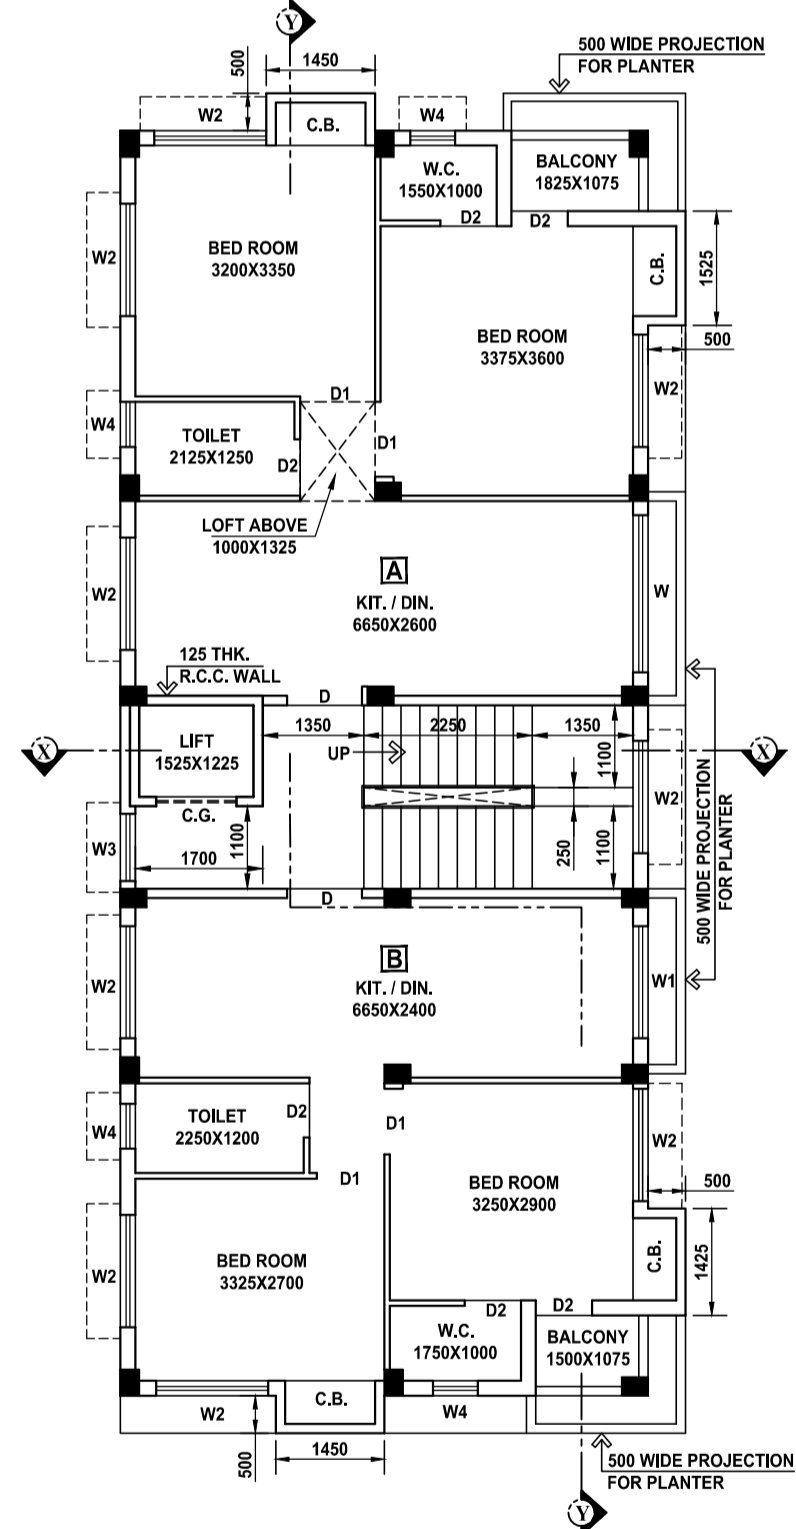 Y
500 WIDE PROJECTION
FOR PLANTER
1450
500
W2
C.B.
W4
W.C.
1550X1000
BALCONY
1825X1075
D2
D2
W2
BED ROOM
3200X3350
C.B.
1525
BED ROOM
3375X3600
500
W2
D1
W4
TOILET
2125X1250
D1
D2
LOFT ABOVE
1000X1325
A
W2
KIT. / DIN.
6650X2600
W
125 THK.
R.C.C. WALL
D
1350
2250
1350
X
LIFT
1525X1225
UP
1100
X
W2
C.G.
W3
1700
1100
250
1100
500 WIDE PROJECTION
FOR PLANTER
D
B
W2
KIT. / DIN.
6650X2400
W1
W4
TOILET
2250X1200
D2
D1
W2
D1
BED ROOM
3250X2900
500
W2
BED ROOM
3325X2700
C.B.
1425
D2
D2
W.C.
1750X1000
BALCONY
1500X1075
W2
C.B.
W4
500
1450
500 WIDE PROJECTION
FOR PLANTER
Y